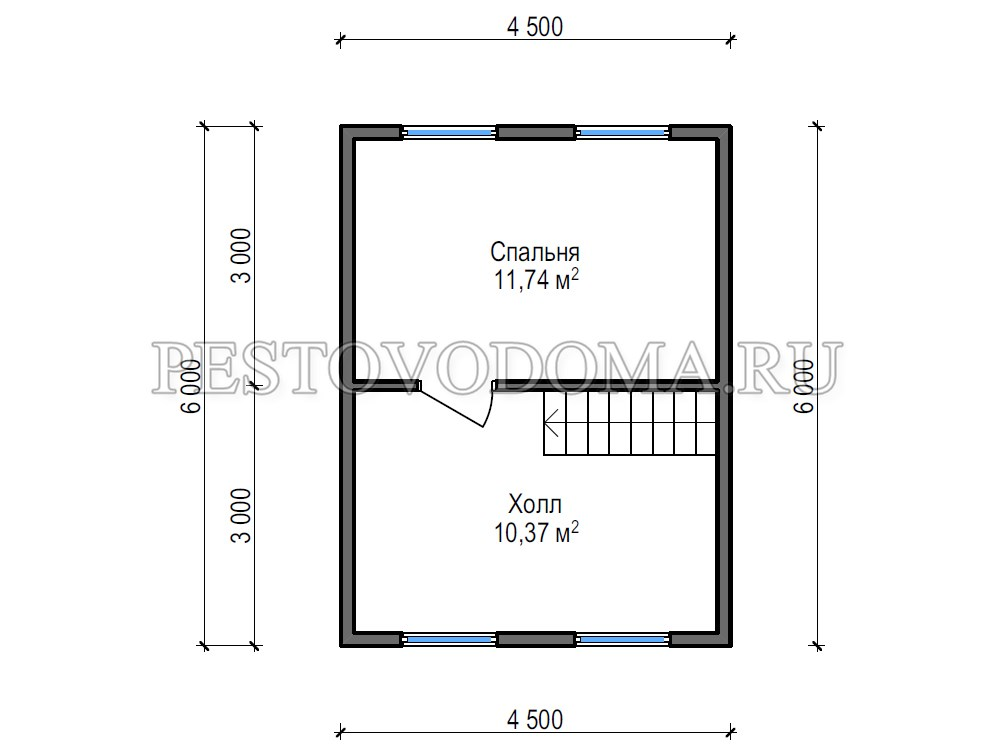 4 500
3 000
6 000
3 000
6 000
Спальня
11,74 м²
PESTOVODOMA.RU
Холл
10,37 м²
4 500